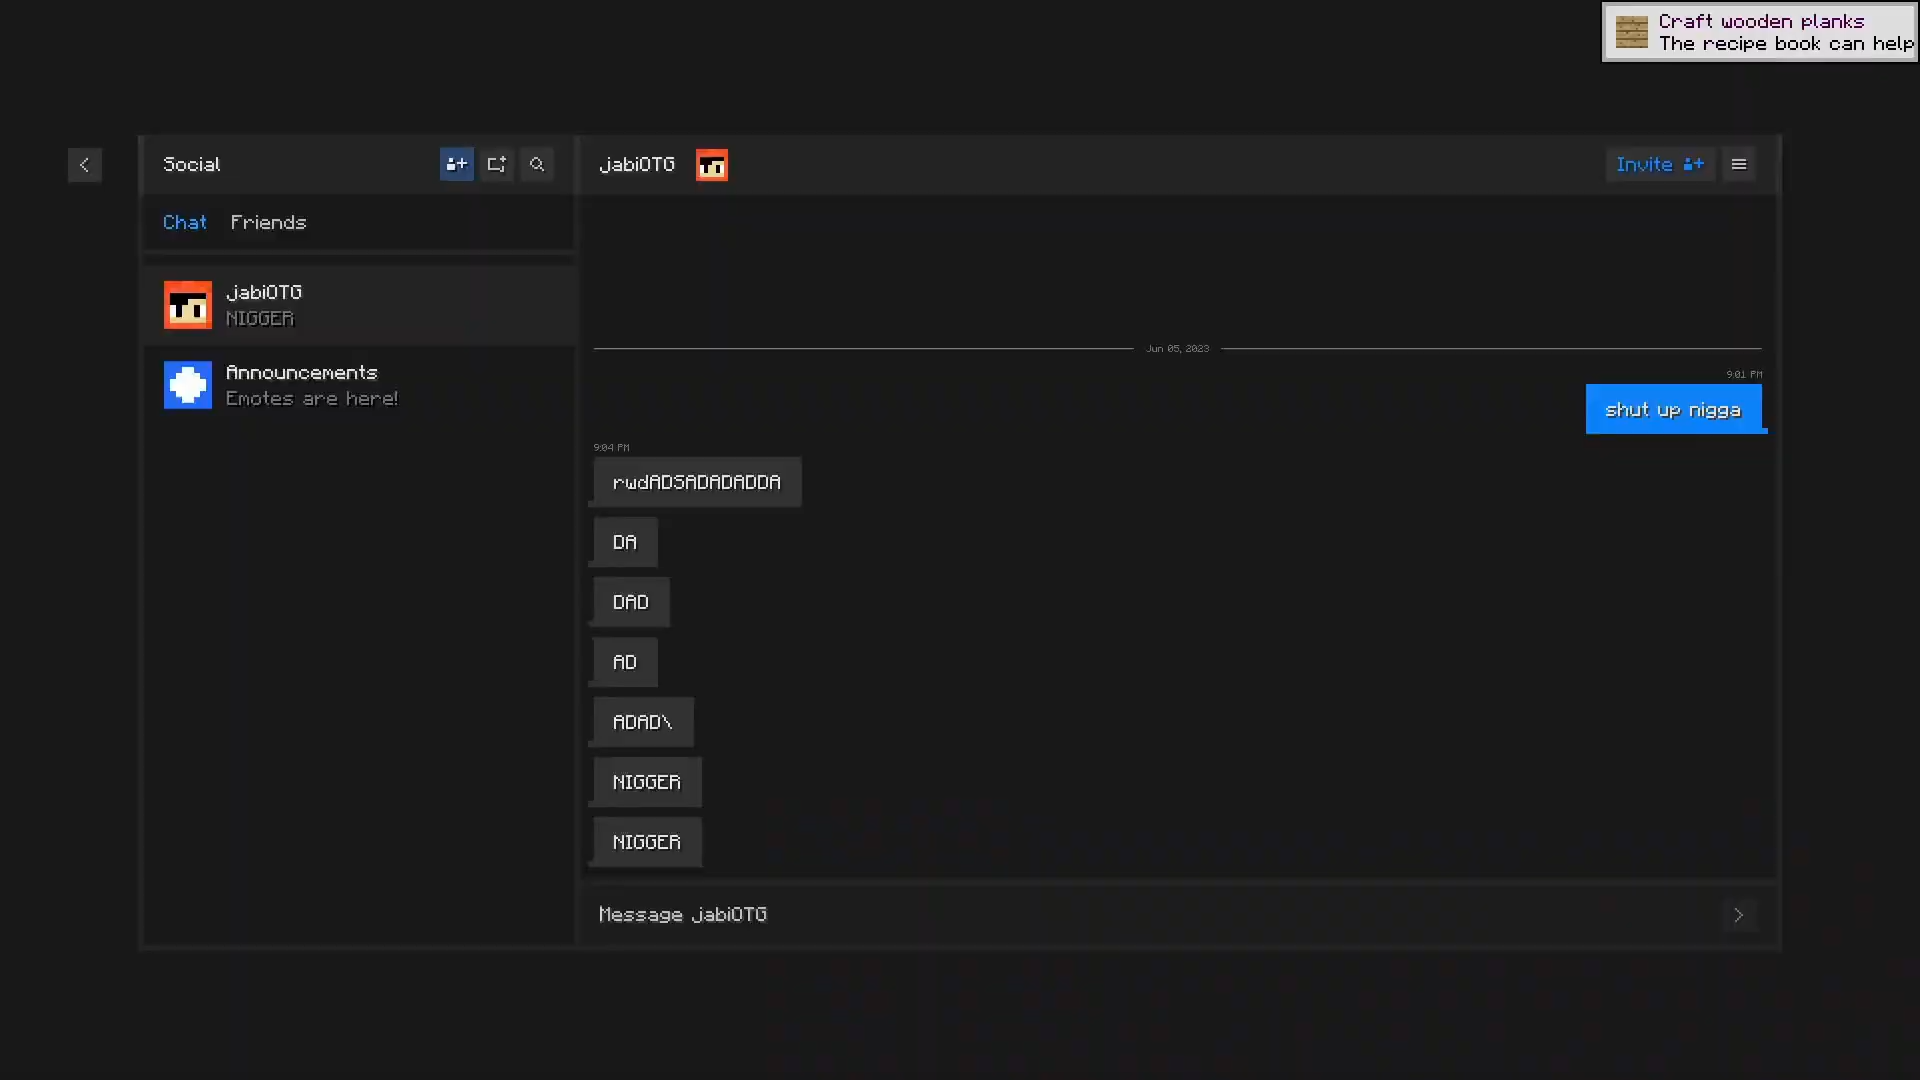 Craft wooden planks
The recipe book can help
Social
jabiOTG
Invite
Chat Friends
jabiOTG
NIGGER
Announcements
Emotes are here!
Jun 05, 2023
9:01 PM
shut up nigga
9:04 PM
rwdADSADADADDA
DA
DAD
AD
ADAD\
NIGGER
NIGGER
Message jabiOTG